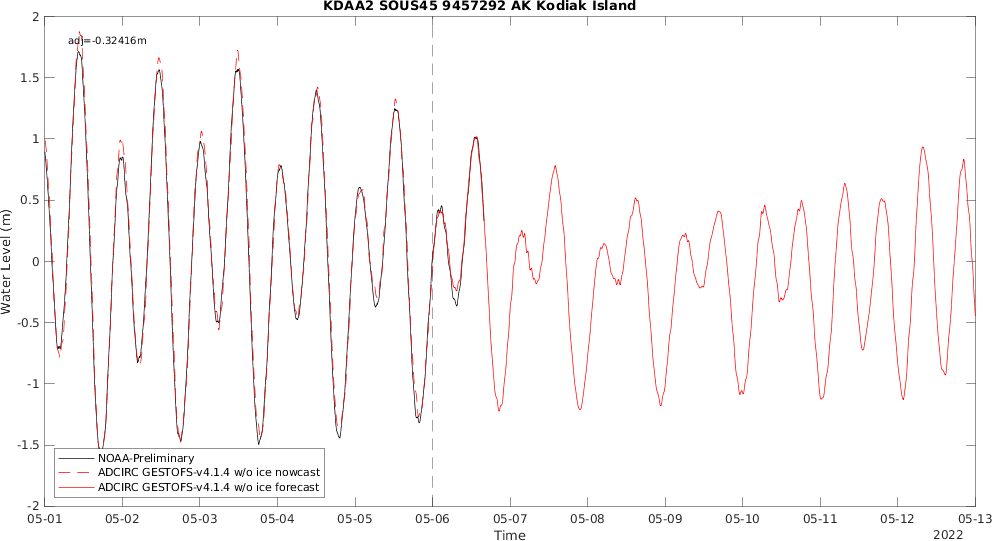 KDAA2 SOUS45 9457292 AK Kodiak Island
adj=-0.32416m
2
1.5
1
0.5
0
-0.5
-1
-1.5
-2
Water Level (m)
NOAA-Preliminary
ADCIRC GESTOFS-v4.1.4 w/o ice nowcast
ADCIRC GESTOFS-v4.1.4 w/o ice forecast
05-01 05-02 05-03 05-04 05-05 05-06 05-07 05-08 05-09 05-10 05-11 05-12 05-13
Time
2022